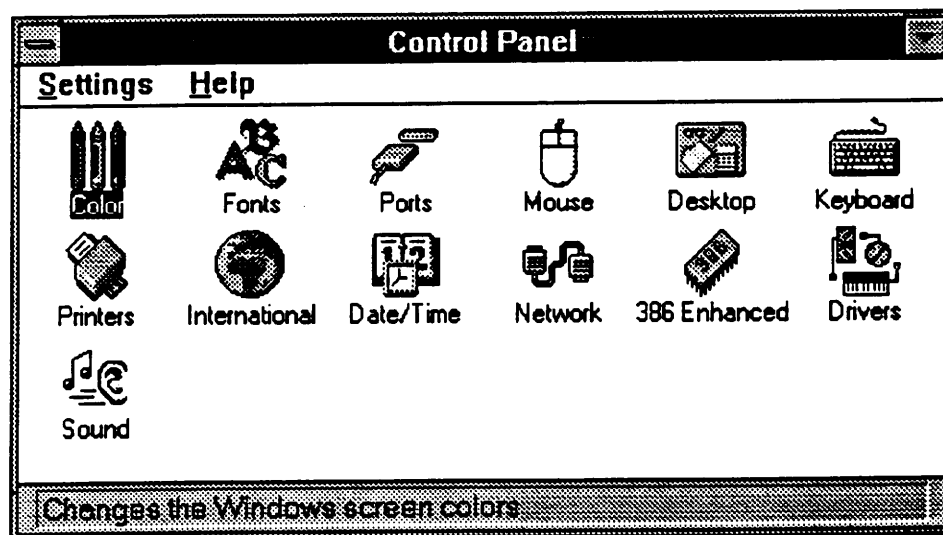 Control Panel
Settings Help
Color Fonts Ports Mouse Desktop Keyboard
Printers International Date/Time Network 386 Enhanced Drivers
Sound
Changes the Windows screen colors